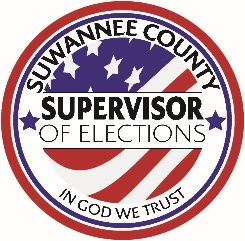 SUWANNEE COUNTY
SUPERVISOR
OF ELECTIONS
IN GOD WE TRUST